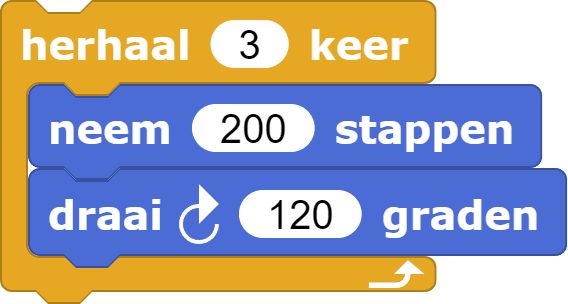 herhaal 3 keer
neem 200 stappen
draai 120 graden